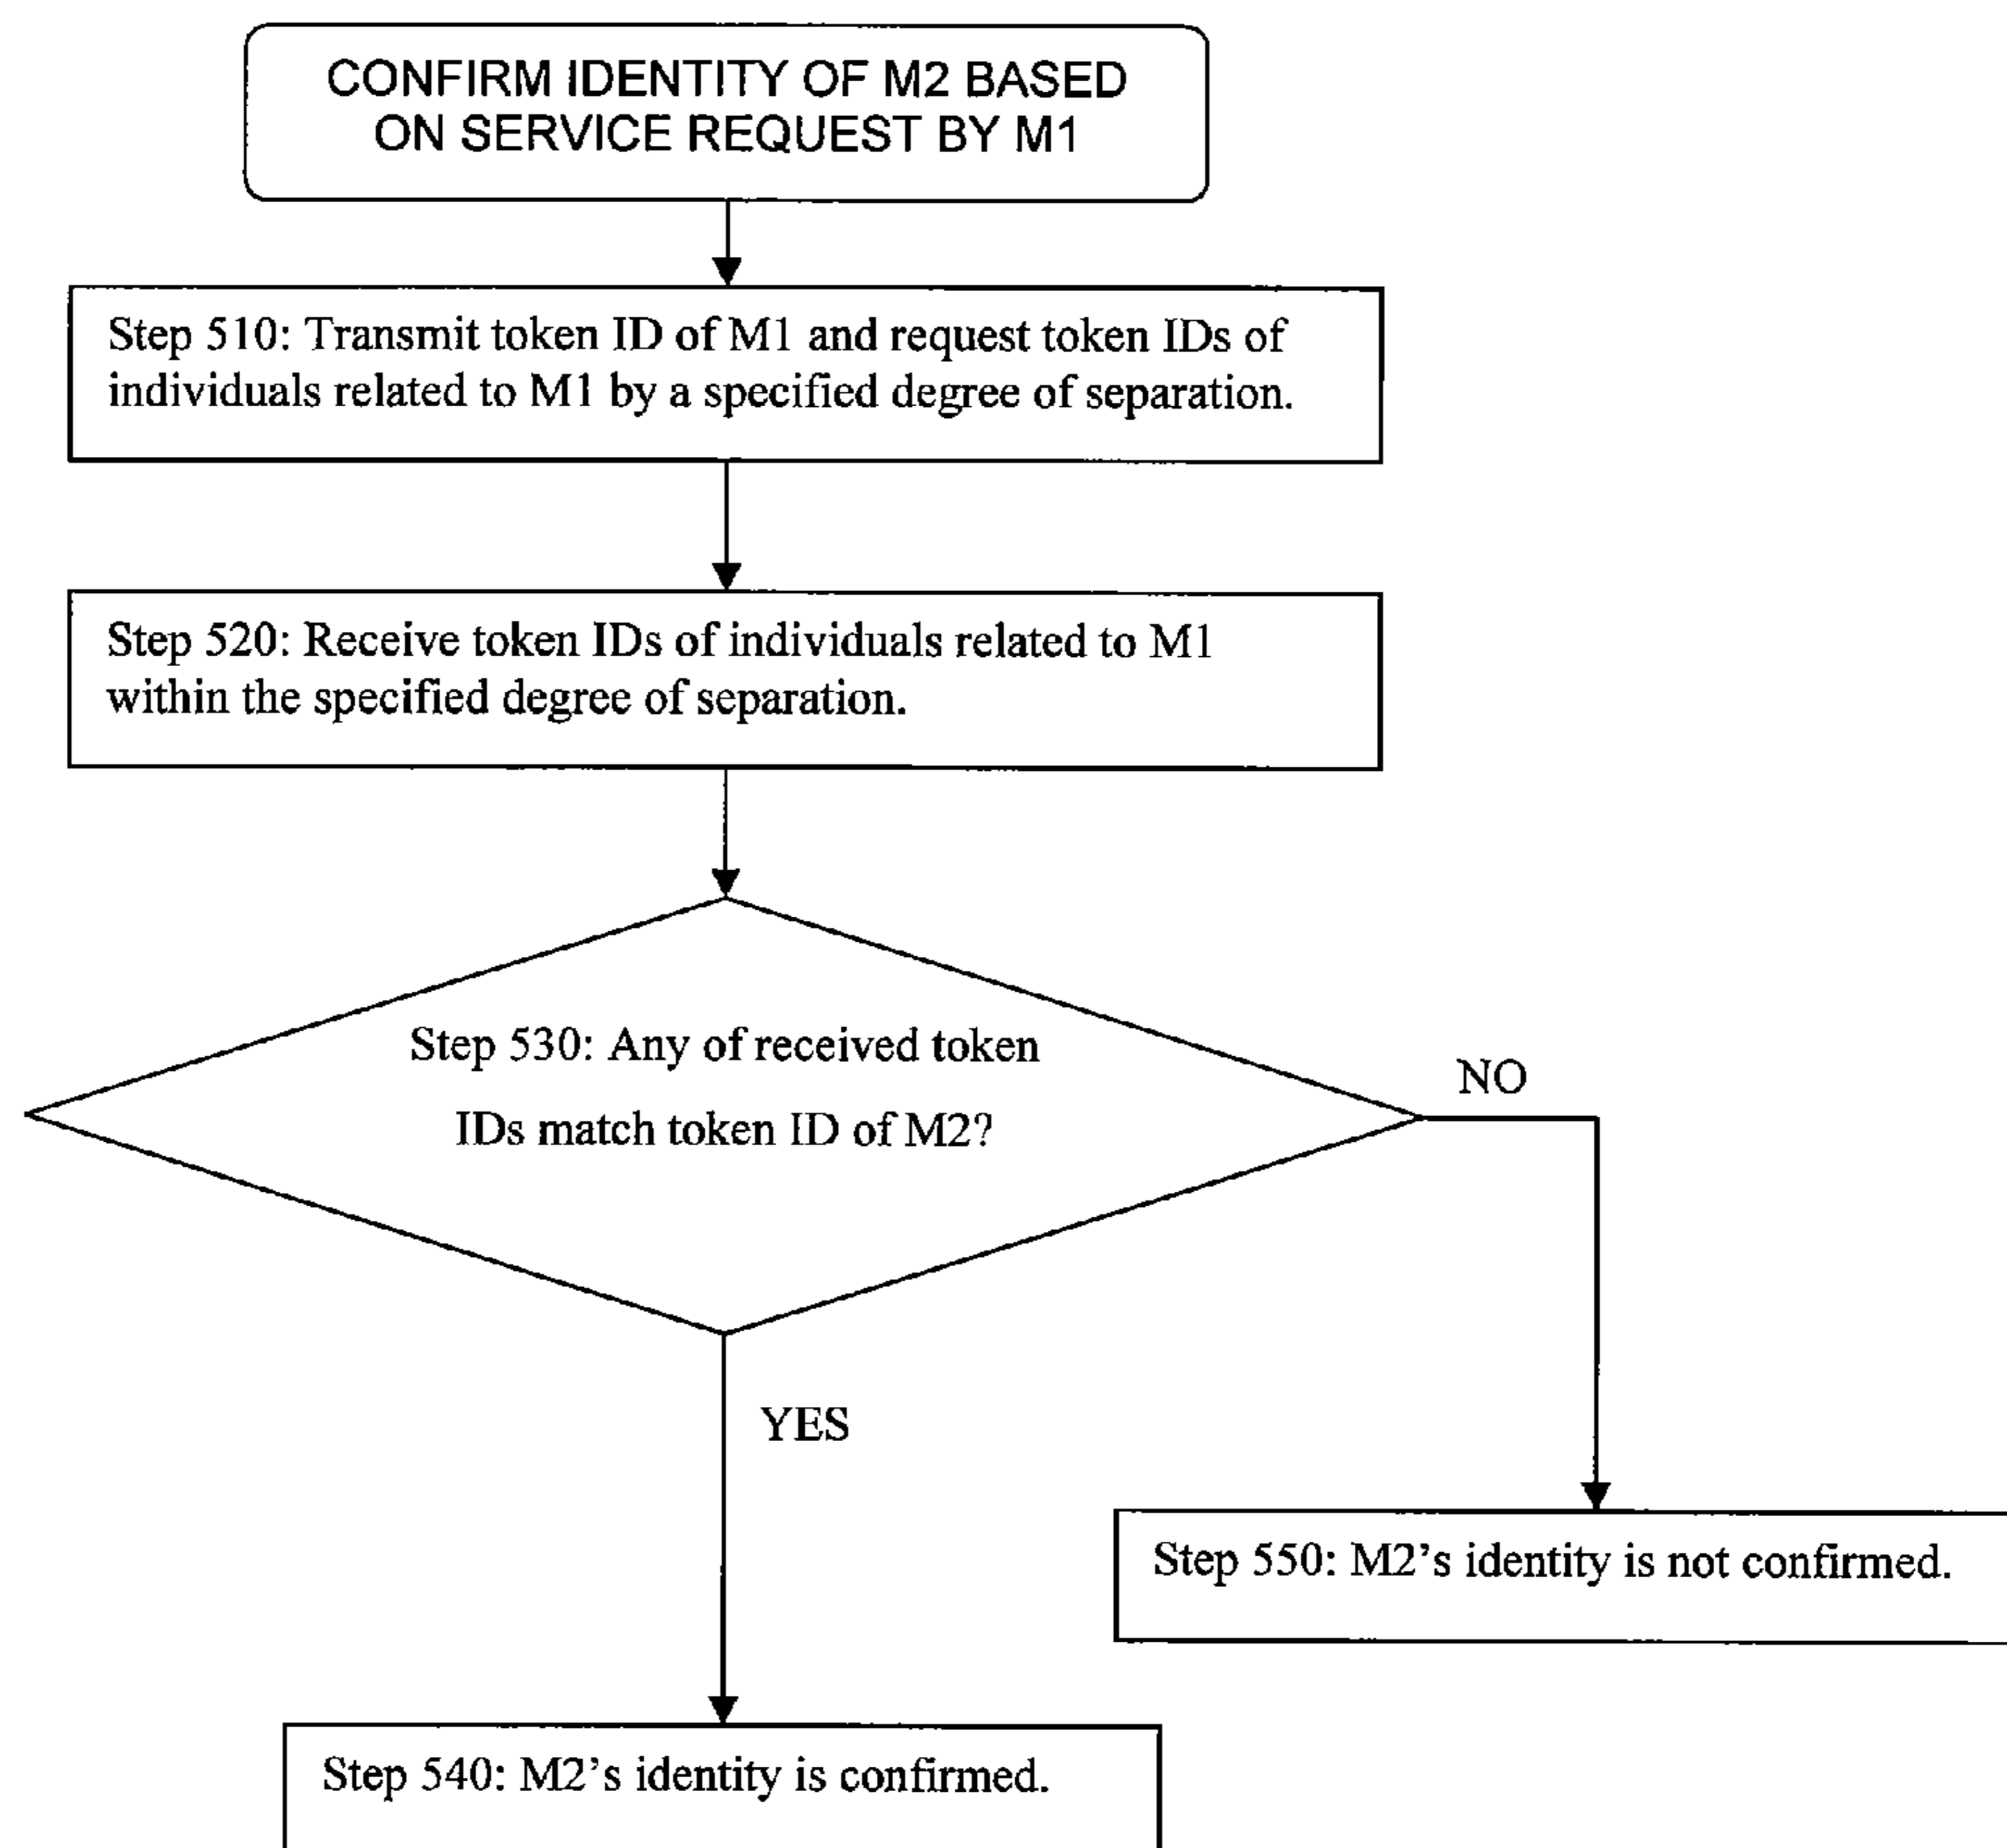 CONFIRM IDENTITY OF M2 BASED
ON SERVICE REQUEST BY M1
Step 510: Transmit token ID of M1 and request token IDs of
individuals related to M1 by a specified degree of separation.
Step 520: Receive token IDs of individuals related to M1
within the specified degree of separation.
Step 530: Any of received token
IDs match token ID of M2?
NO
YES
Step 550: M2’s identity is not confirmed.
Step 540: M2’s identity is confirmed.